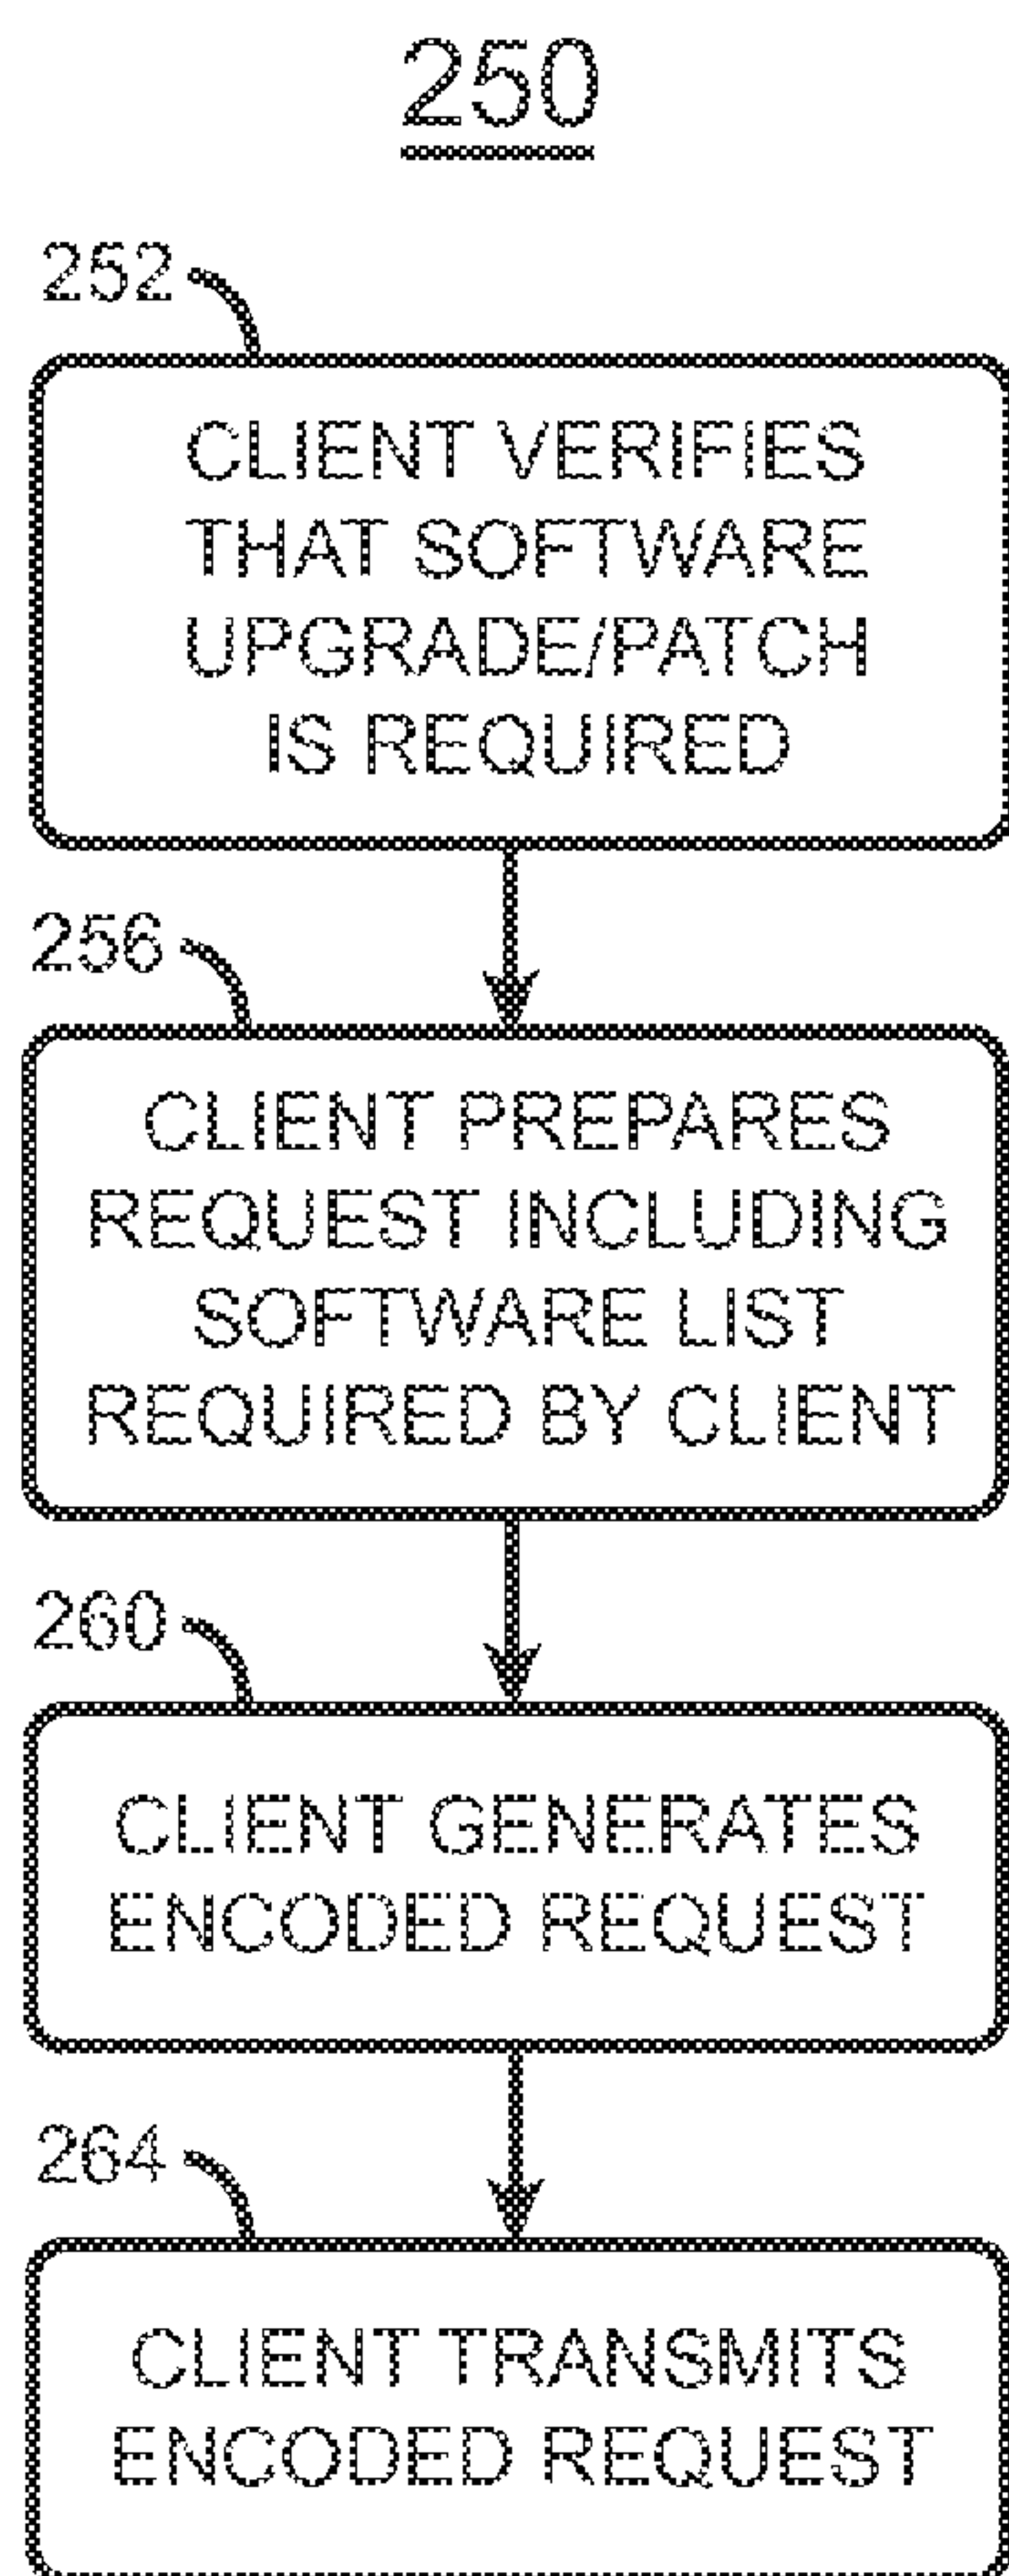 250
252
CLIENT VERIFIES
THAT SOFTWARE
UPGRADE/PATCH
IS REQUIRED
256
CLIENT PREPARES
REQUEST INCLUDING
SOFTWARE LIST
REQUIRED BY CLIENT
260
CLIENT GENERATES
ENCODED REQUEST
264
CLIENT TRANSMITS
ENCODED REQUEST